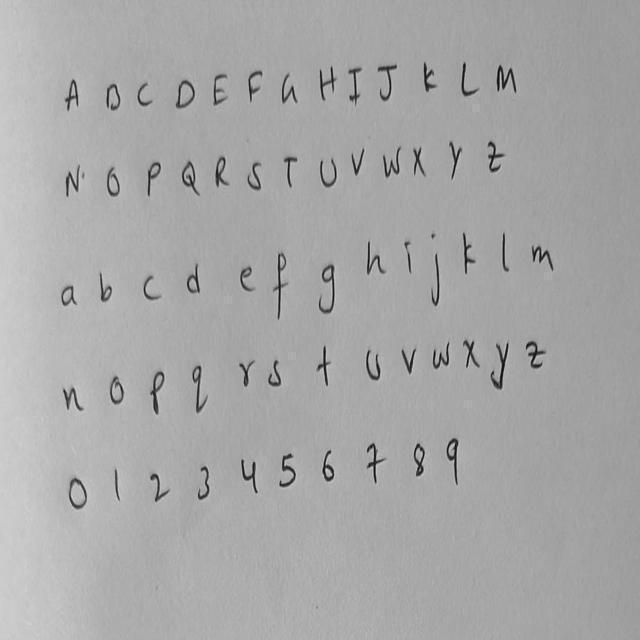 A B C D E F G H I J K L M
N O P Q R S T U V W X Y Z
a b c d e f g h i j k l m
n o p q r s t u v w x y z
0 1 2 3 4 5 6 7 8 9